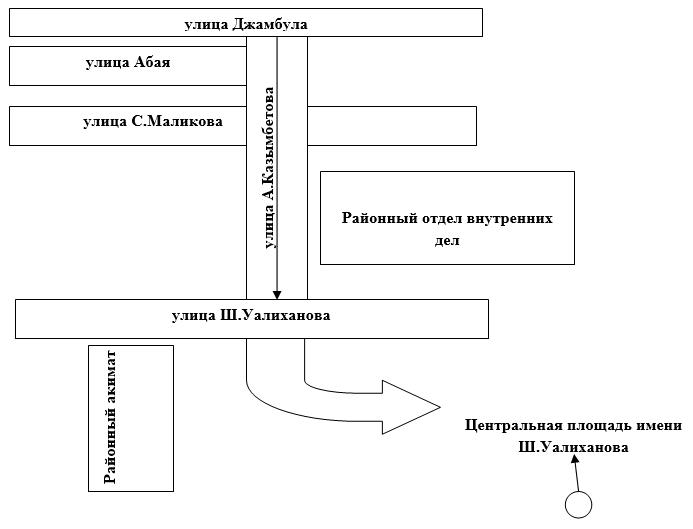 улица Джамбула
улица Абая
улица С.Маликова
улица А.Казымбетова
Районный отдел внутренних
дел
улица Ш.Уалиханова
Районный акимат
Центральная площадь имени
Ш.Уалиханова